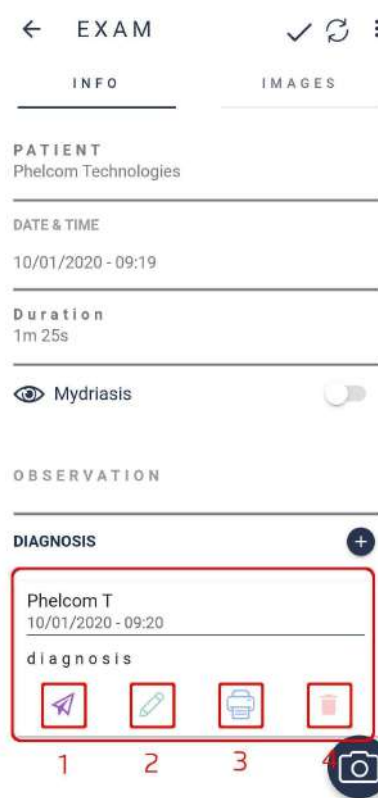 EXAM
INFO IMAGES
PATIENT
Phelcom Technologies
DATE & TIME
10/01/2020 - 09:19
Duration
1m 25s
Mydriasis
OBSERVATION
DIAGNOSIS
Phelcom T
10/01/2020 - 09:20
diagnosis
1 2 3 4